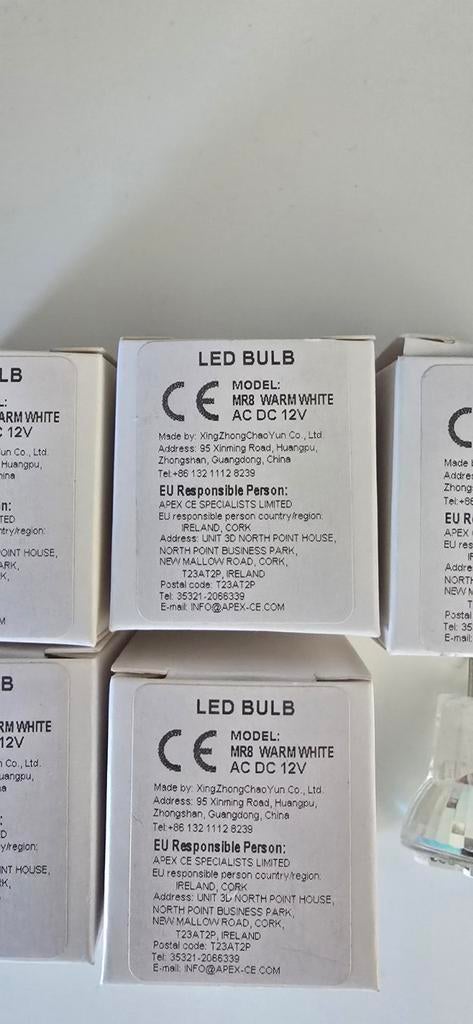 LED BULB
CE
MODEL:
MR8 WARM WHITE
AC DC 12V
Made by: XingZhongChaoYun Co., Ltd.
Address: 95 Xinming Road, Huangpu,
Zhongshan, Guangdong, China
Tel:+86 132 1112 8239
EU Responsible Person:
APEX CE SPECIALISTS LIMITED
EU responsible person country/region:
IRELAND, CORK
Address: UNIT 3D NORTH POINT HOUSE,
NORTH POINT BUSINESS PARK,
NEW MALLOW ROAD, CORK,
T23AT2P, IRELAND
Postal code: T23AT2P
Tel: 35321-2066339
E-mail: INFO@APEX-CE.COM
LED BULB
CE
MODEL:
MR8 WARM WHITE
AC DC 12V
Made by: XingZhongChaoYun Co., Ltd.
Address: 95 Xinming Road, Huangpu,
Zhongshan, Guangdong, China
Tel:+86 132 1112 8239
EU Responsible Person:
APEX CE SPECIALISTS LIMITED
EU responsible person country/region:
IRELAND, CORK
Address: UNIT 3D NORTH POINT HOUSE,
NORTH POINT BUSINESS PARK,
NEW MALLOW ROAD, CORK,
T23AT2P, IRELAND
Postal code: T23AT2P
Tel: 35321-2066339
E-mail: INFO@APEX-CE.COM